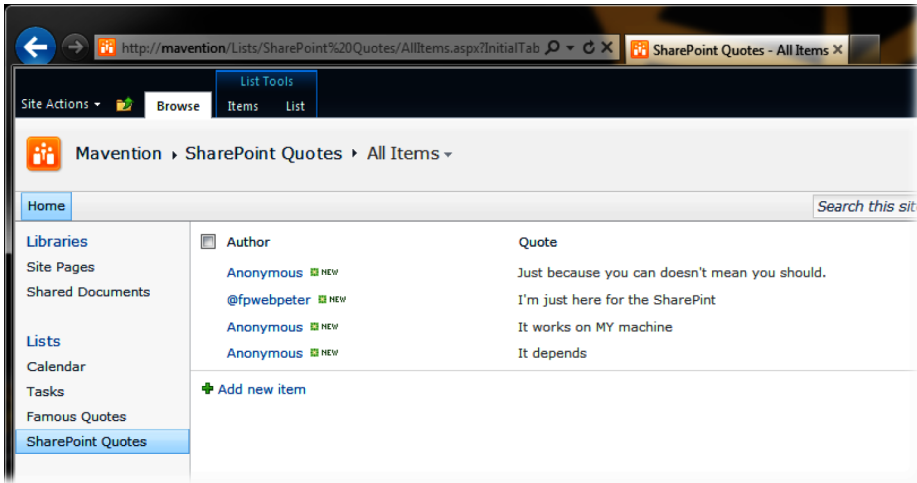 http://mavention/Lists/SharePoint%20Quotes/AllItems.aspx?InitialTab
SharePoint Quotes - All Items
List Tools
Site Actions Browse Items List
Mavention SharePoint Quotes All Items
Home Search this sit
Libraries
Site Pages
Shared Documents
Lists
Calendar
Tasks
Famous Quotes
SharePoint Quotes
Author Quote
Anonymous NEW Just because you can doesn't mean you should.
@fpwebpeter NEW I'm just here for the SharePint
Anonymous NEW It works on MY machine
Anonymous NEW It depends
Add new item